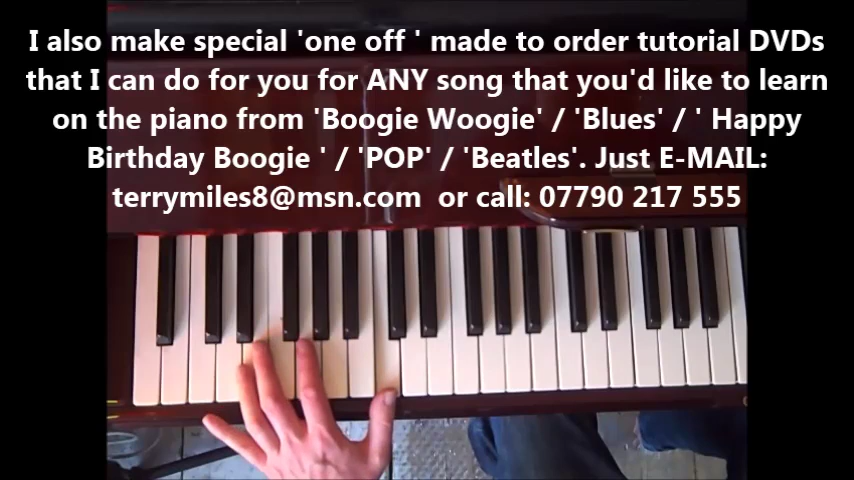 I also make special 'one off ' made to order tutorial DVDs
that I can do for you for ANY song that you'd like to learn
on the piano from 'Boogie Woogie' / 'Blues' / ' Happy
Birthday Boogie ' / 'POP' / 'Beatles'. Just E-MAIL:
terrymiles8@msn.com or call: 07790 217 555